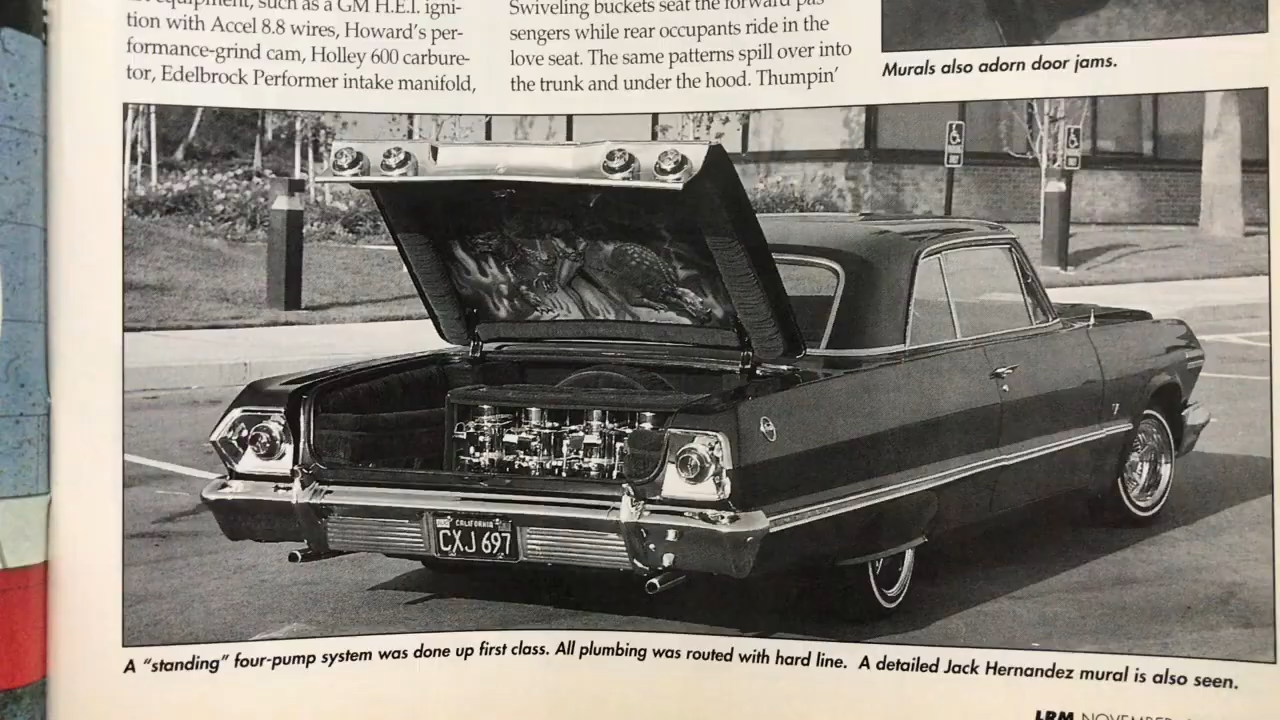 equipment, such as a GM H.E.I. igni-
tion with Accel 8.8 wires, Howard's per-
formance-grind cam, Holley 600 carbure-
tor, Edelbrock Performer intake manifold,
Swiveling buckets seat the forward pas-
sengers while rear occupants ride in the
love seat. The same patterns spill over into
the trunk and under the hood. Thumpin'
Murals also adorn door jams.
CALIFORNIA
CXJ 697
A “standing” four-pump system was done up first class. All plumbing was routed with hard line. A detailed Jack Hernandez mural is also seen.
LRM NOVEMBER